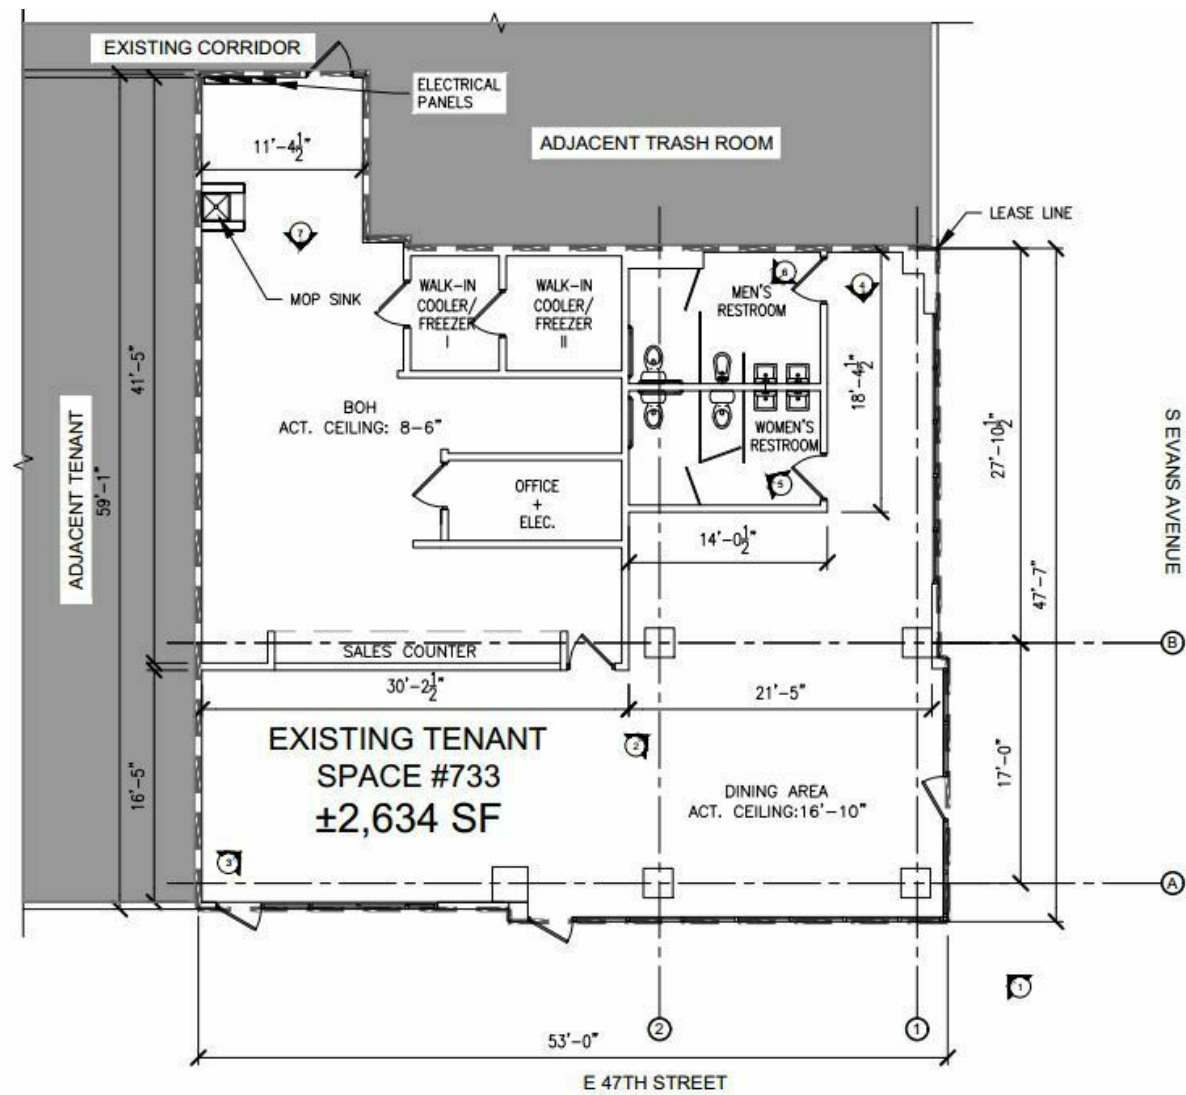 EXISTING CORRIDOR
ELECTRICAL
PANELS
ADJACENT TRASH ROOM
11'-4½"
LEASE LINE
7
MOP SINK
WALK-IN
COOLER/
FREEZER
I
WALK-IN
COOLER/
FREEZER
II
6
MEN'S
RESTROOM
4
41'-5"
18'-4½"
27'-10½"
BOH
ACT. CEILING: 8-6"
WOMEN'S
RESTROOM
5
ADJACENT TENANT
59'-1"
OFFICE
+
ELEC.
14'-0½"
S EVANS AVENUE
47'-7"
B
SALES COUNTER
30'-2½"
21'-5"
EXISTING TENANT
SPACE #733
±2,634 SF
2
16'-5"
17'-0"
DINING AREA
ACT. CEILING:16'-10"
3
A
1
2
1
53'-0"
E 47TH STREET